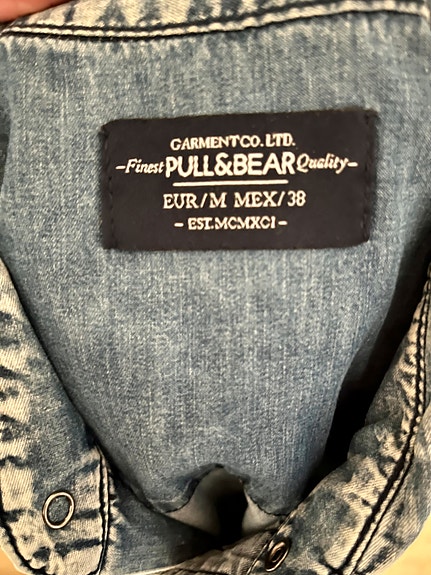 GARMENT CO. LTD.
-Finest PULL&BEAR Quality-
EUR/M MEX/38
- EST.MCMXCI -